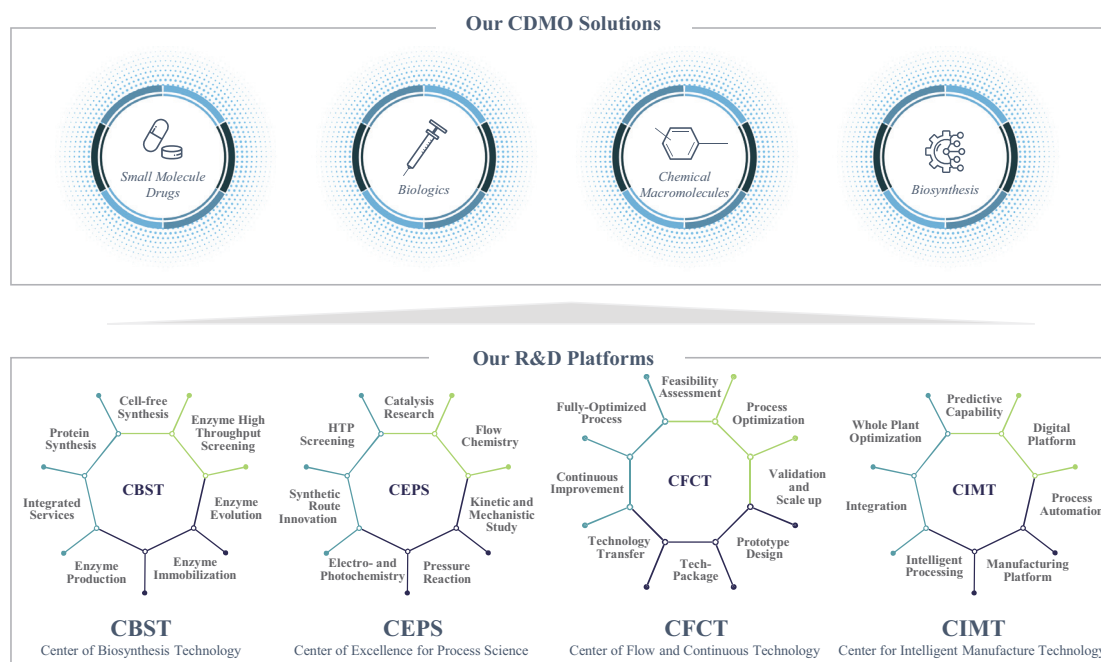 Our CDMO Solutions
Small Molecule
Drugs
Biologics
Chemical
Macromolecules
Biosynthesis
Our R&D Platforms
Cell-free
Synthesis
Enzyme High
Throughput
Screening
Protein
Synthesis
CBST
Integrated
Services
Enzyme
Evolution
Enzyme
Production
Enzyme
Immobilization
CBST
Center of Biosynthesis Technology
Catalysis
Research
HTP
Screening
Flow
Chemistry
CEPS
Synthetic
Route
Innovation
Kinetic and
Mechanistic
Study
Electro- and
Photochemistry
Pressure
Reaction
CEPS
Center of Excellence for Process Science
Feasibility
Assessment
Fully-Optimized
Process
Process
Optimization
CFCT
Continuous
Improvement
Validation
and
Scale up
Technology
Transfer
Prototype
Design
Tech-
Package
CFCT
Center of Flow and Continuous Technology
Predictive
Capability
Whole Plant
Optimization
Digital
Platform
CIMT
Integration
Process
Automation
Intelligent
Processing
Manufacturing
Platform
CIMT
Center for Intelligent Manufacture Technology